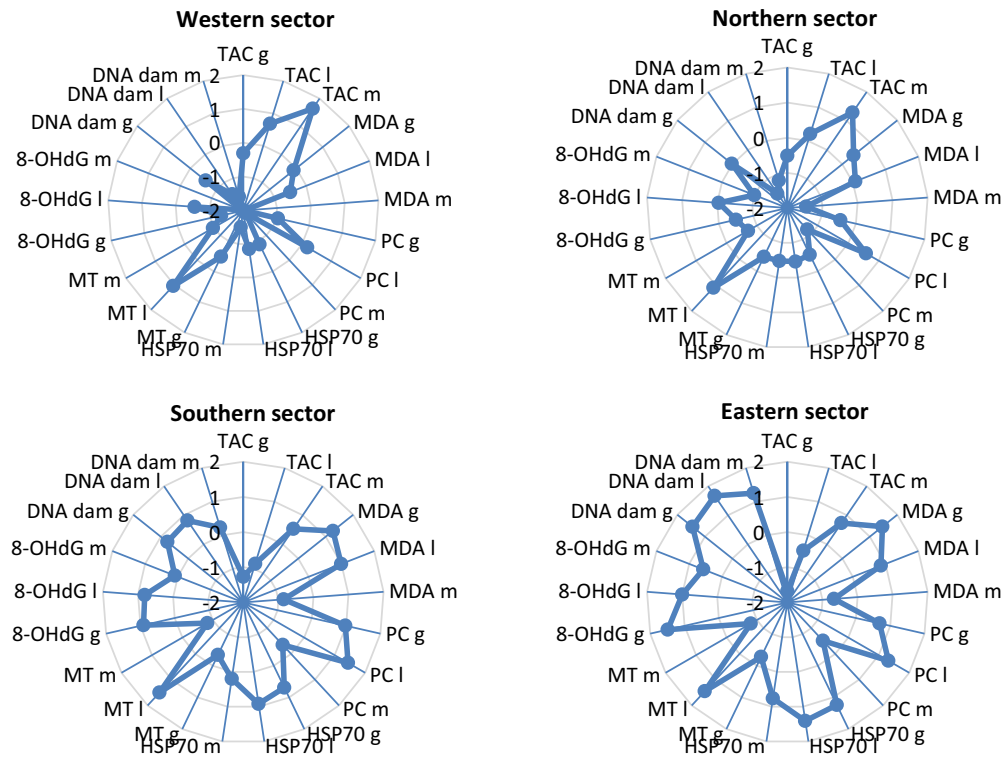 Western sector
TAC g
TAC l
TAC m
MDA g
MDA l
MDA m
PC g
PC l
PC m
HSP70 g
HSP70 l
HSP70 m
MT g
MT l
MT m
8-OHdG g
8-OHdG l
8-OHdG m
DNA dam g
DNA dam l
DNA dam m
2
1
0
-1
-2
Northern sector
TAC g
TAC l
TAC m
MDA g
MDA l
MDA m
PC g
PC l
PC m
HSP70 g
HSP70 l
HSP70 m
MT g
MT l
MT m
8-OHdG g
8-OHdG l
8-OHdG m
DNA dam g
DNA dam l
DNA dam m
2
1
0
-1
-2
Southern sector
TAC g
TAC l
TAC m
MDA g
MDA l
MDA m
PC g
PC l
PC m
HSP70 g
HSP70 l
HSP70 m
MT g
MT l
MT m
8-OHdG g
8-OHdG l
8-OHdG m
DNA dam g
DNA dam l
DNA dam m
2
1
0
-1
-2
Eastern sector
TAC g
TAC l
TAC m
MDA g
MDA l
MDA m
PC g
PC l
PC m
HSP70 g
HSP70 l
HSP70 m
MT g
MT l
MT m
8-OHdG g
8-OHdG l
8-OHdG m
DNA dam g
DNA dam l
DNA dam m
2
1
0
-1
-2